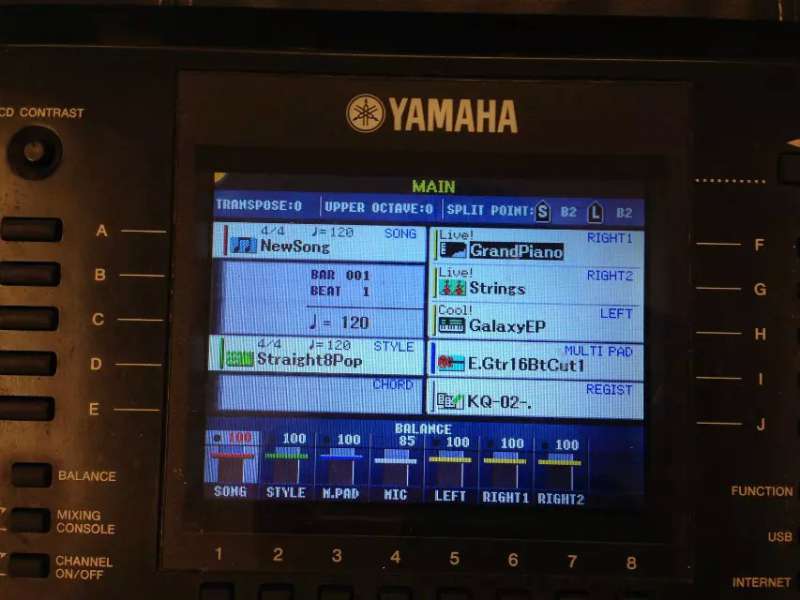 CD CONTRAST
YAMAHA
MAIN
TRANSPOSE:0 UPPER OCTAVE:0 SPLIT POINT: S B2 L B2
4/4 ♩=120 SONG
NewSong
BAR 001
BEAT 1
♩= 120
4/4 ♩=120 STYLE
Straight8Pop
CHORD
Live! RIGHT1
GrandPiano
Live! RIGHT2
Strings
Cool! LEFT
GalaxyEP
MULTI PAD
E.Gtr16BtCut1
REGIST
KQ-02-.
BALANCE
100 100 100 85 100 100 100
SONG STYLE M.PAD MIC LEFT RIGHT1 RIGHT2
A
B
C
D
E
F
G
H
I
J
BALANCE
MIXING
CONSOLE
CHANNEL
ON/OFF
1 2 3 4 5 6 7 8
FUNCTION
USB
INTERNET